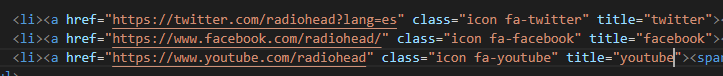 <li><a href="https://twitter.com/radiohead?lang=es" class="icon fa-twitter" title="twitter"><
<li><a href="https://www.facebook.com/radiohead/" class="icon fa-facebook" title="facebook">
<li><a href="https://www.youtube.com/radiohead" class="icon fa-youtube" title="youtube"><spa